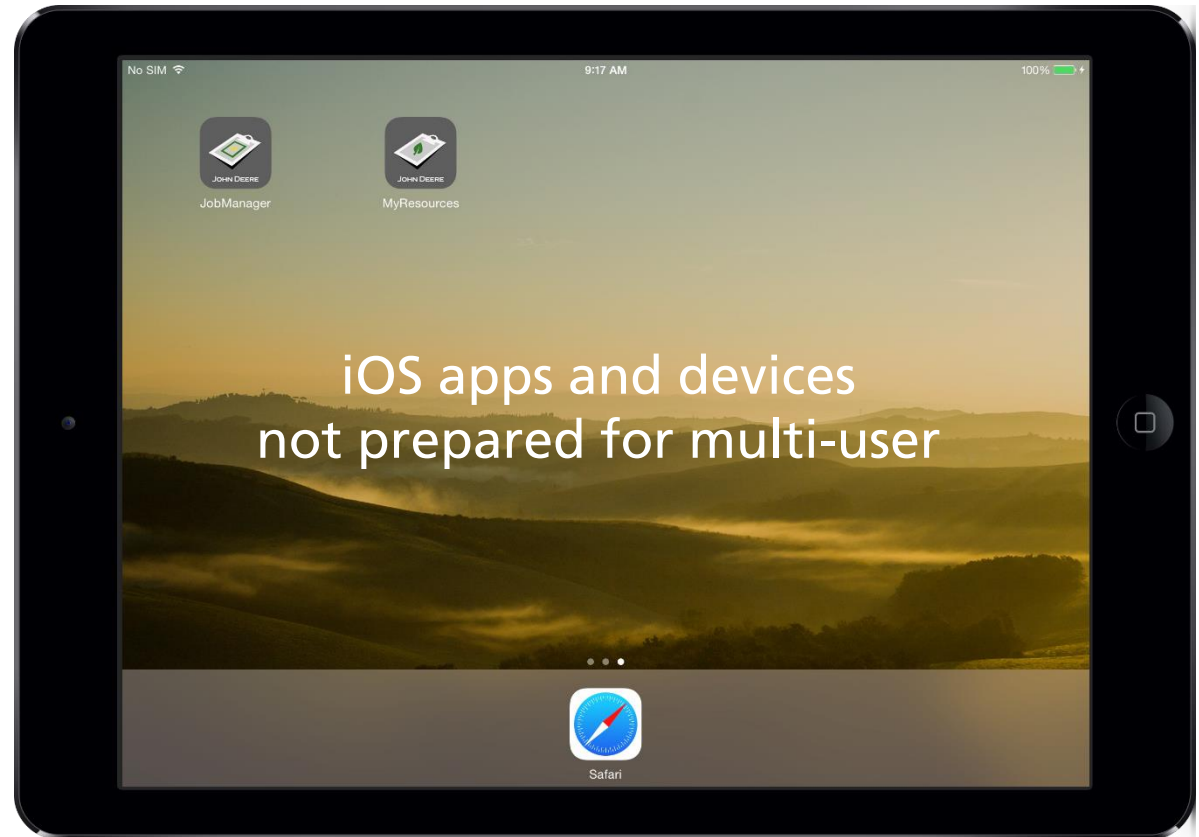 No SIM 9:17 AM 100%
JOHN DEERE JOHN DEERE
JobManager MyResources
iOS apps and devices
not prepared for multi-user
Safari